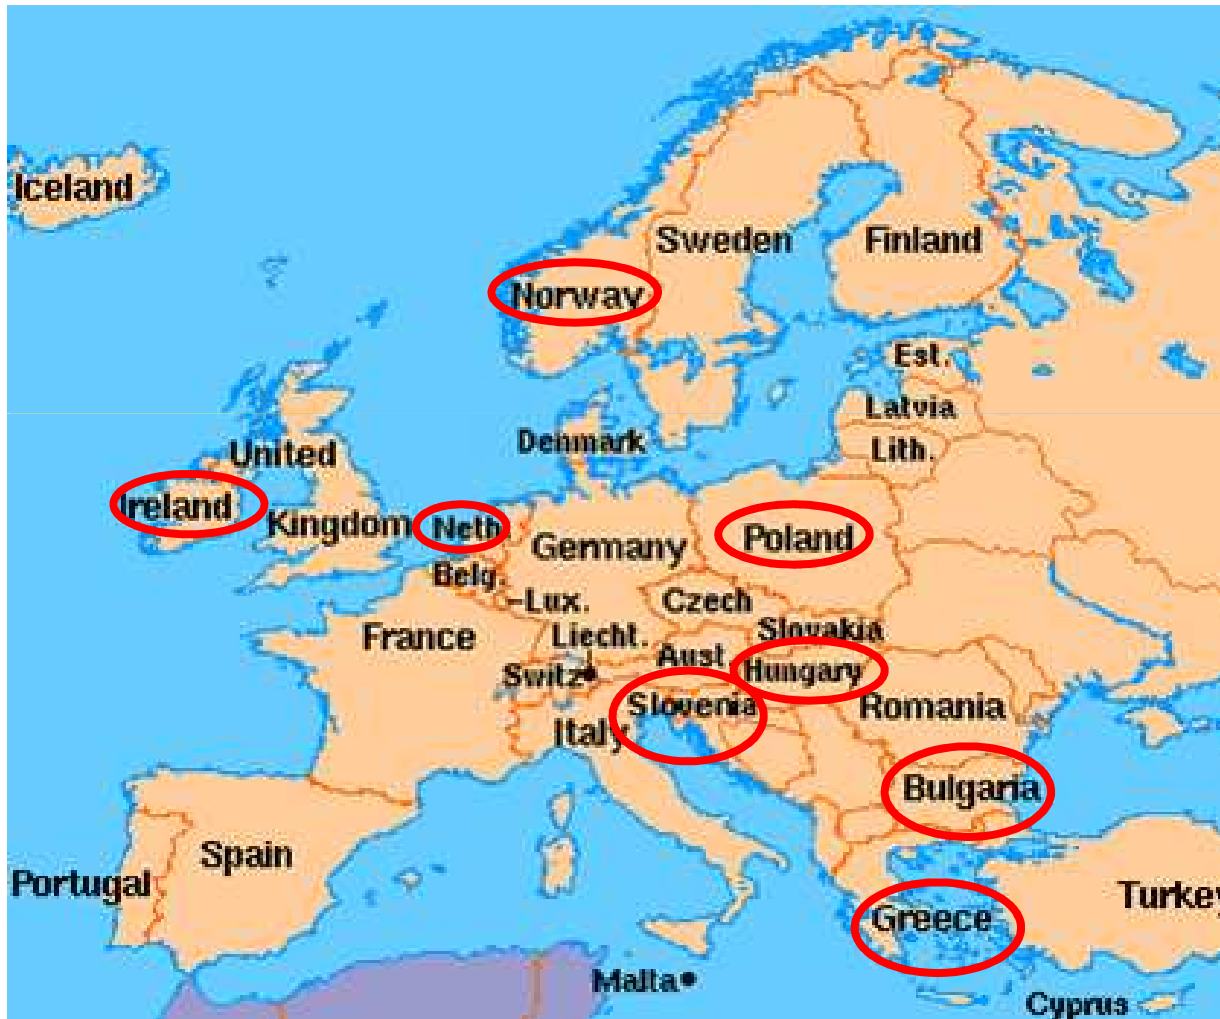 Iceland
Sweden
Finland
Norway
Est.
Latvia
Denmark
Lith.
United
Ireland
Kingdom
Neth.
Poland
Germany
Belg.
Lux.
Czech
France
Liecht.
Slovakia
Aust.
Switz
Hungary
Slovenia
Romania
Italy
Bulgaria
Spain
Portugal
Turkey
Greece
Malta
Cyprus